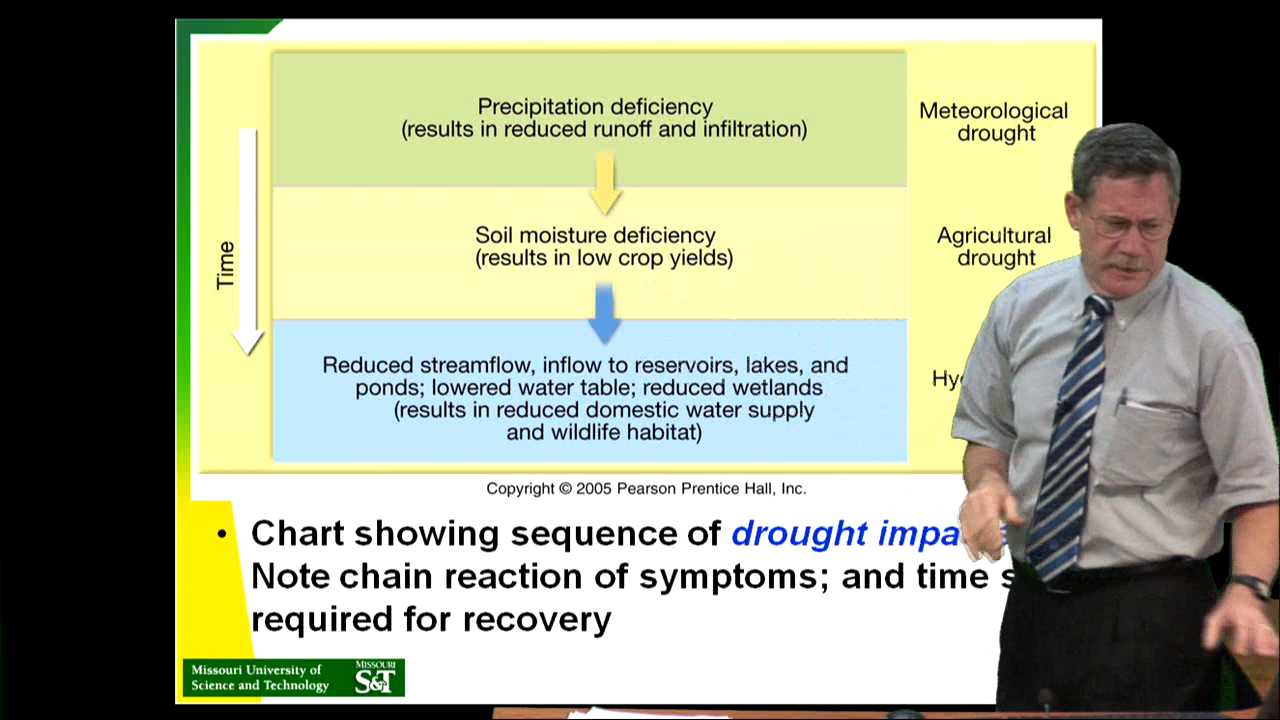 Precipitation deficiency
(results in reduced runoff and infiltration)
Meteorological
drought
Time
Soil moisture deficiency
(results in low crop yields)
Agricultural
drought
Reduced streamflow, inflow to reservoirs, lakes, and
ponds; lowered water table; reduced wetlands
(results in reduced domestic water supply
and wildlife habitat)
Copyright © 2005 Pearson Prentice Hall, Inc.
• Chart showing sequence of drought
Note chain reaction of symptoms; and time
required for recovery
Missouri University of
Science and Technology
MISSOURI
S&T